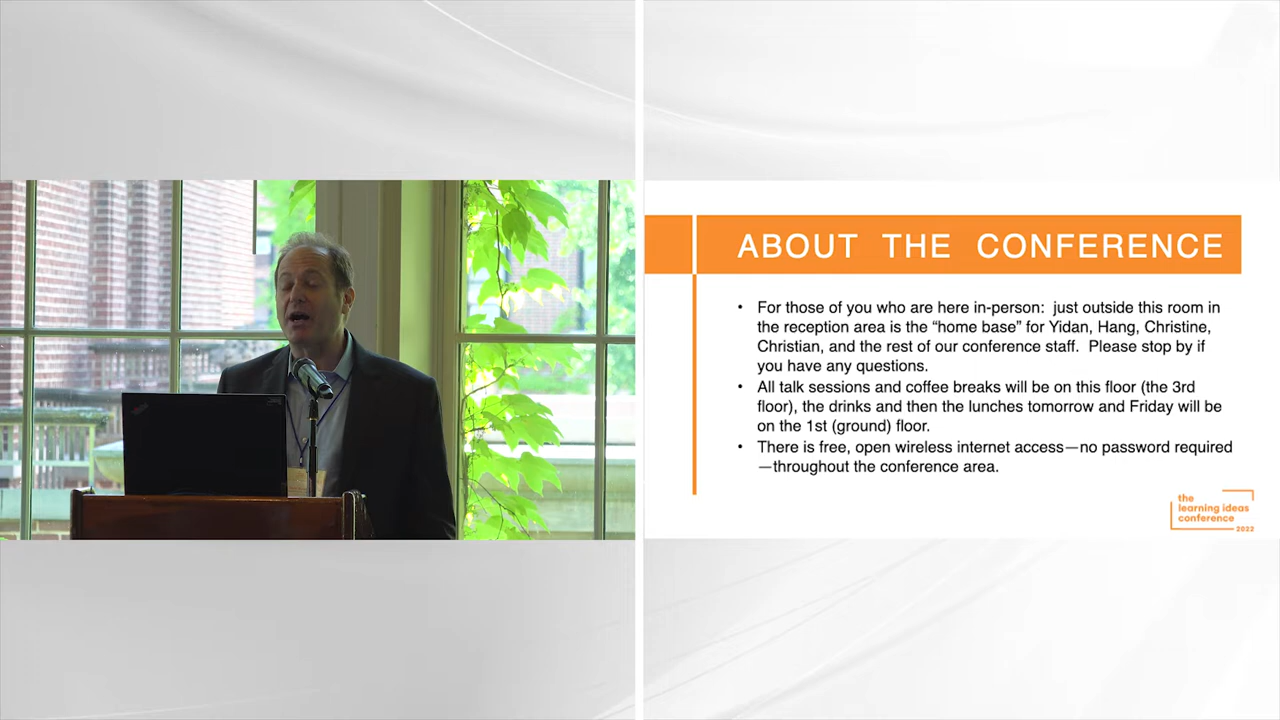 ABOUT THE CONFERENCE
• For those of you who are here in-person: just outside this room in
the reception area is the “home base” for Yidan, Hang, Christine,
Christian, and the rest of our conference staff. Please stop by if
you have any questions.
• All talk sessions and coffee breaks will be on this floor (the 3rd
floor), the drinks and then the lunches tomorrow and Friday will be
on the 1st (ground) floor.
• There is free, open wireless internet access—no password required
—throughout the conference area.
the
learning ideas
conference
2022